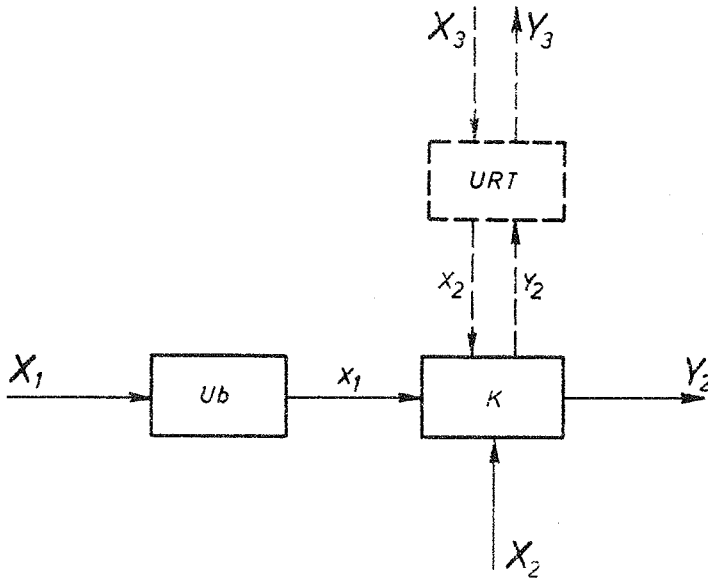 X₃ Y₃
URT
x₂ Y₂
X₁ Ub x₁ K Y₂
X₂